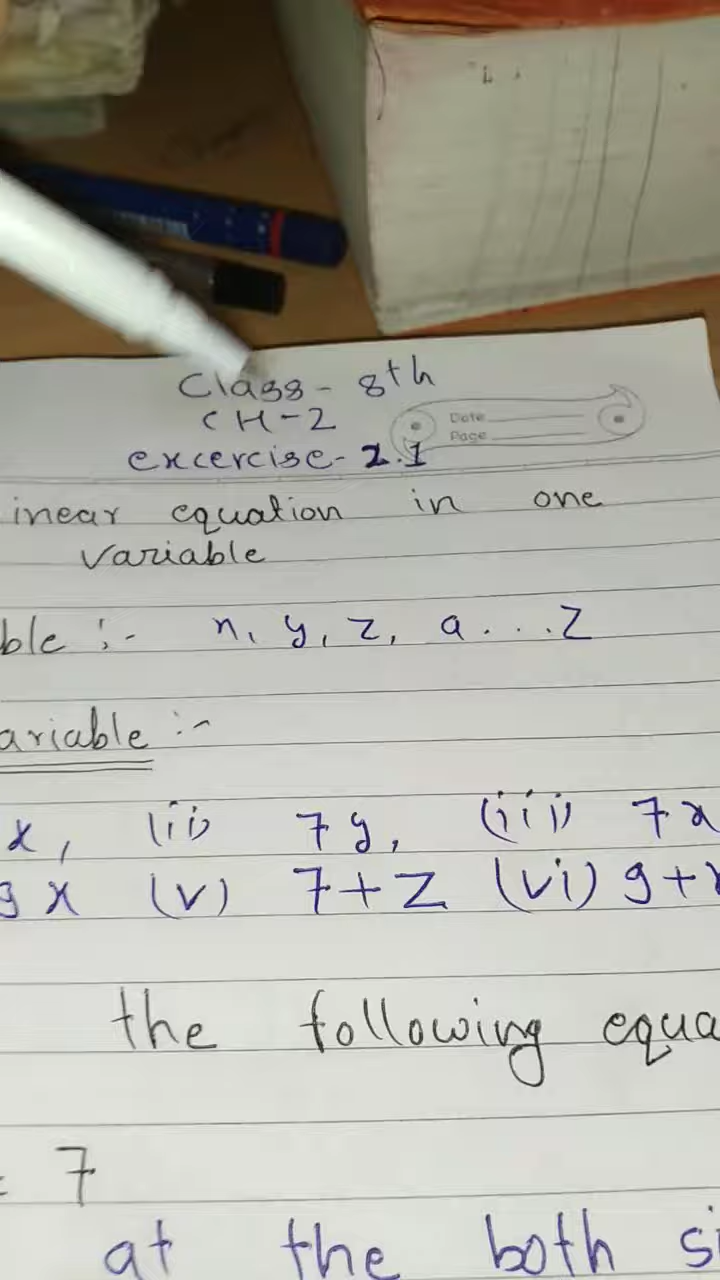 Class - 8th
CH-2
Date
Page
excercise - 2.1
inear equation in one
variable
ble :- x, y, z, a...z
ariable :-
x, (ii) 7y, (iii) 7x
9x (v) 7+z (vi) 9+x
the following equa
= 7
at the both si